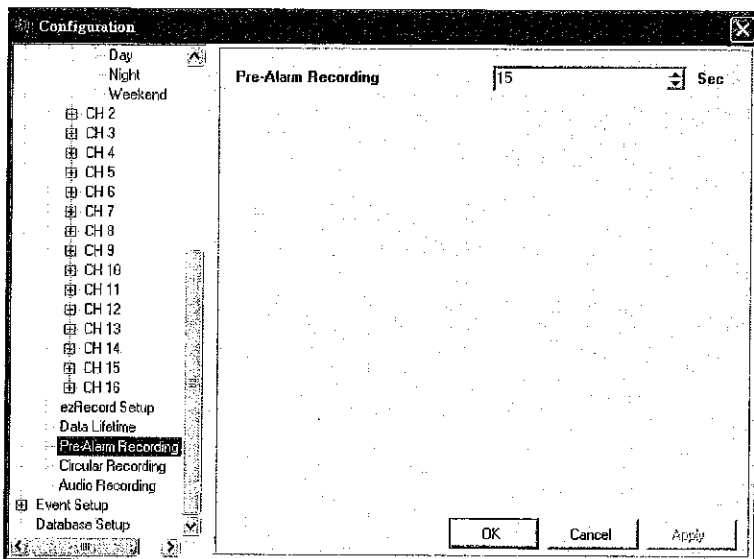 Configuration
Day
Night
Weekend
CH 2
CH 3
CH 4
CH 5
CH 6
CH 7
CH 8
CH 9
CH 10
CH 11
CH 12
CH 13
CH 14
CH 15
CH 16
ezRecord Setup
Data Lifetime
Pre-Alarm Recording
Circular Recording
Audio Recording
Event Setup
Database Setup
Pre-Alarm Recording 15 Sec
OK Cancel Apply